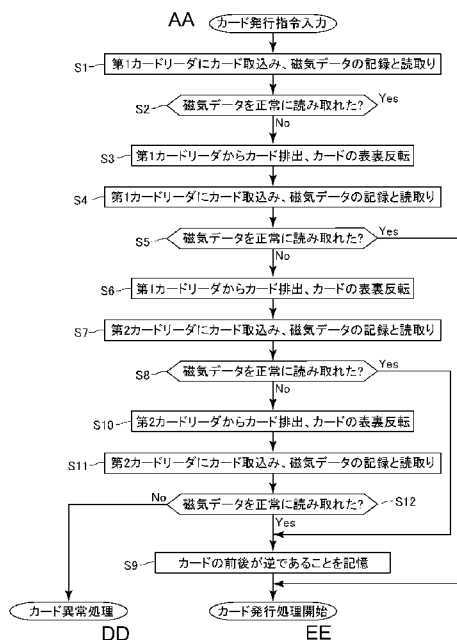 AA
カード発行指令入力
S1 第1カードリーダにカード取込み、磁気データの記録と読取り
S2 磁気データを正常に読み取れた? Yes
No
S3 第1カードリーダからカード排出、カードの表裏反転
S4 第1カードリーダにカード取込み、磁気データの記録と読取り
S5 磁気データを正常に読み取れた? Yes
No
S6 第1カードリーダからカード排出、カードの表裏反転
S7 第2カードリーダにカード取込み、磁気データの記録と読取り
S8 磁気データを正常に読み取れた? Yes
No
S10 第2カードリーダからカード排出、カードの表裏反転
S11 第2カードリーダにカード取込み、磁気データの記録と読取り
No 磁気データを正常に読み取れた? S12
Yes
S9 カードの前後が逆であることを記憶
カード異常処理 カード発行処理開始
DD EE